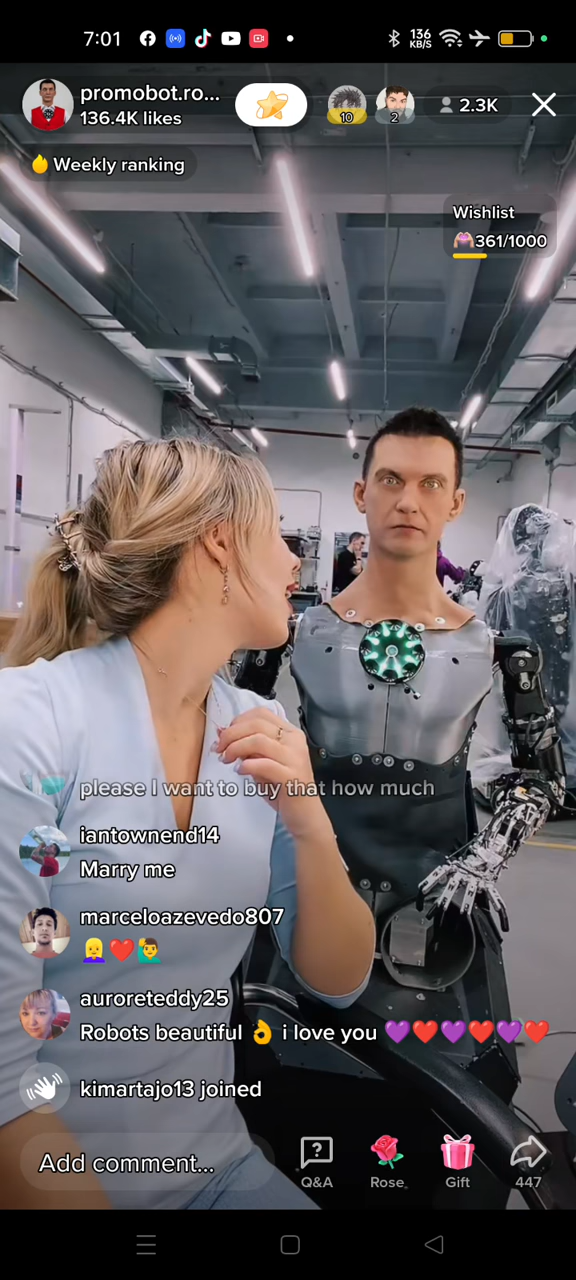 7:01
136
KB/S
promobot.ro...
136.4K likes
10
2
2.3K
Weekly ranking
Wishlist
361/1000
please I want to buy that how much
iantownend14
Marry me
marceloazevedo807
👱‍♀️❤️🙋‍♂️
auroreteddy25
Robots beautiful 👌 i love you 💜❤️💜❤️💜❤️
kimartajo13 joined
Add comment...
Q&A
Rose
Gift
447